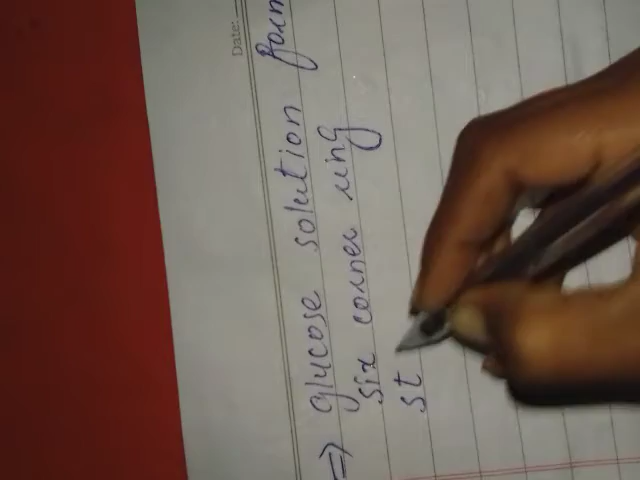 Date:
⇒ glucose solution form
six corner ring
st